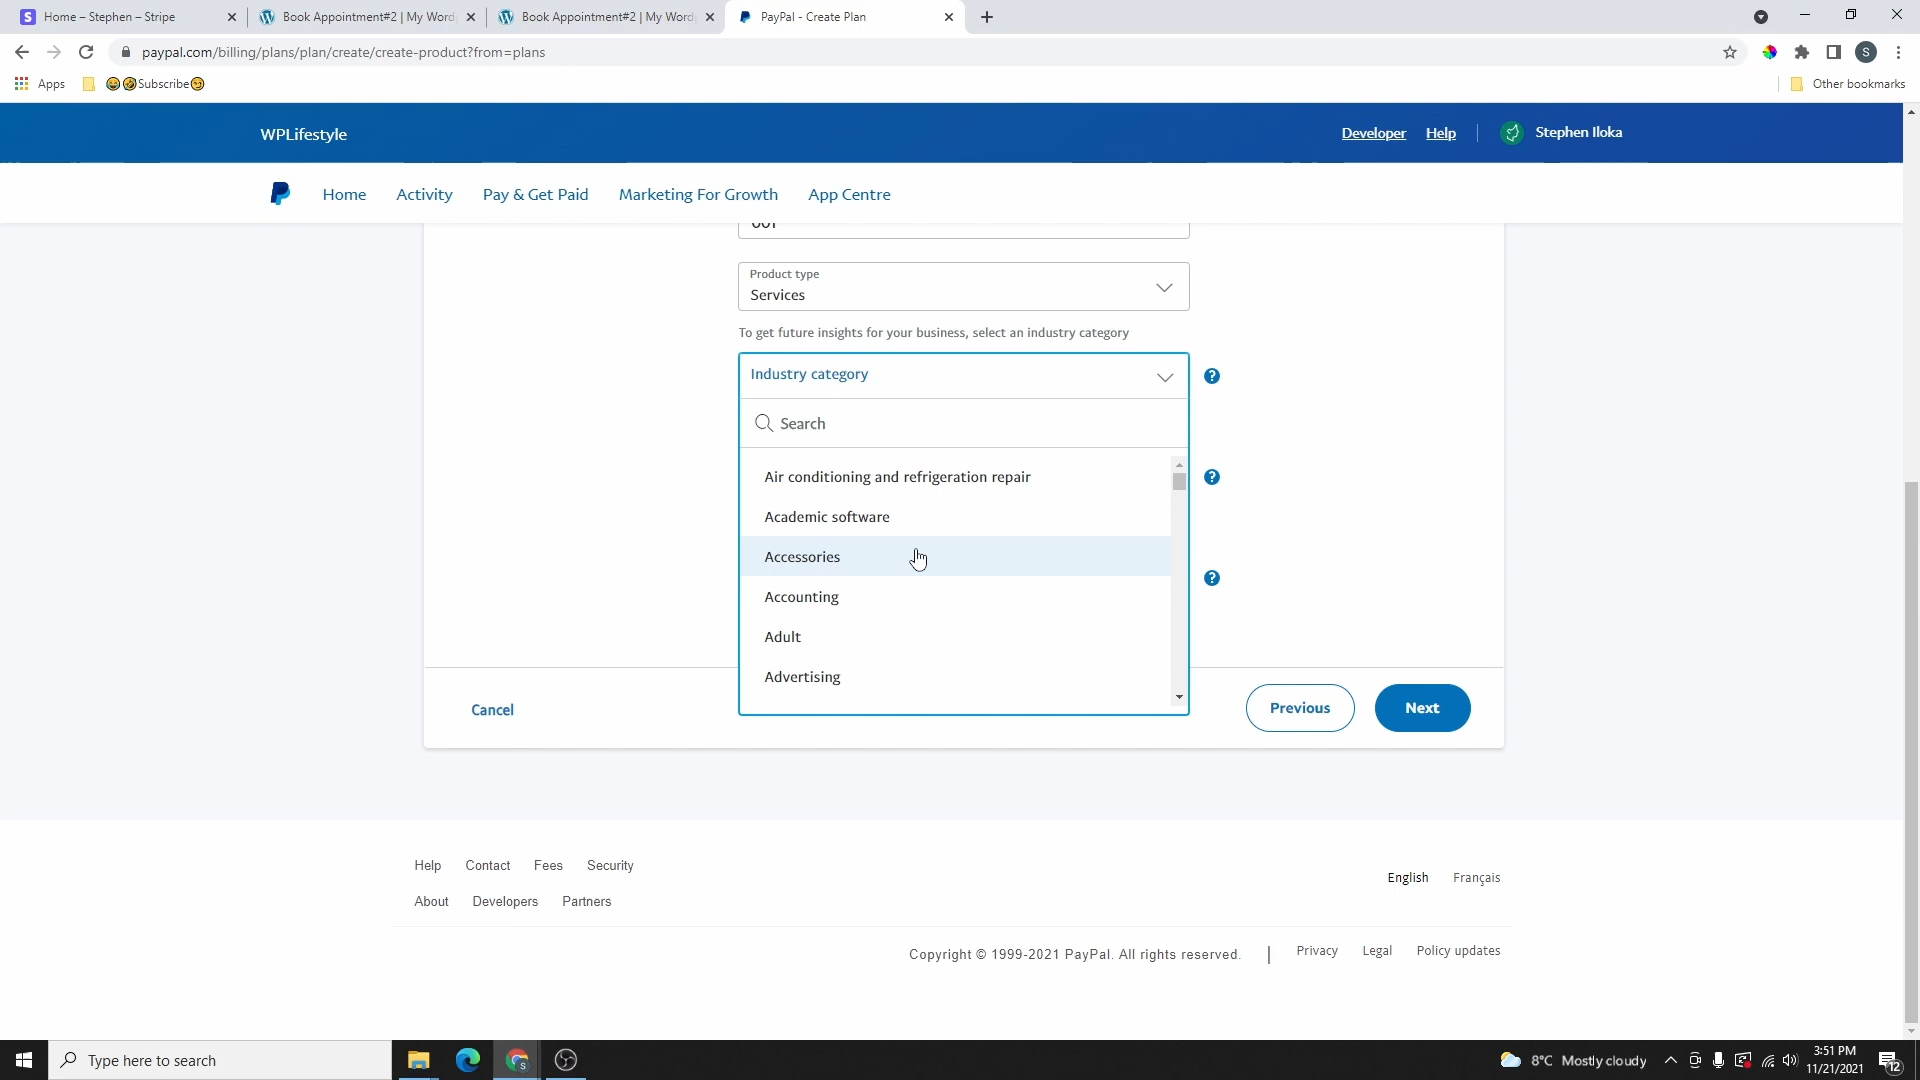 Home – Stephen – Stripe
Book Appointment#2 | My Word
Book Appointment#2 | My Word
PayPal - Create Plan
paypal.com/billing/plans/plan/create/create-product?from=plans
S
Apps
😂🤣Subscribe😏
Other bookmarks
WPLifestyle
Developer
Help
Stephen Iloka
Home
Activity
Pay & Get Paid
Marketing For Growth
App Centre
001
Product type
Services
To get future insights for your business, select an industry category
Industry category
?
Search
Air conditioning and refrigeration repair
?
Academic software
Accessories
?
Accounting
Adult
Advertising
Cancel
Previous
Next
Help
Contact
Fees
Security
About
Developers
Partners
English
Français
Copyright © 1999-2021 PayPal. All rights reserved.
Privacy
Legal
Policy updates
Type here to search
8°C Mostly cloudy
3:51 PM
11/21/2021
12